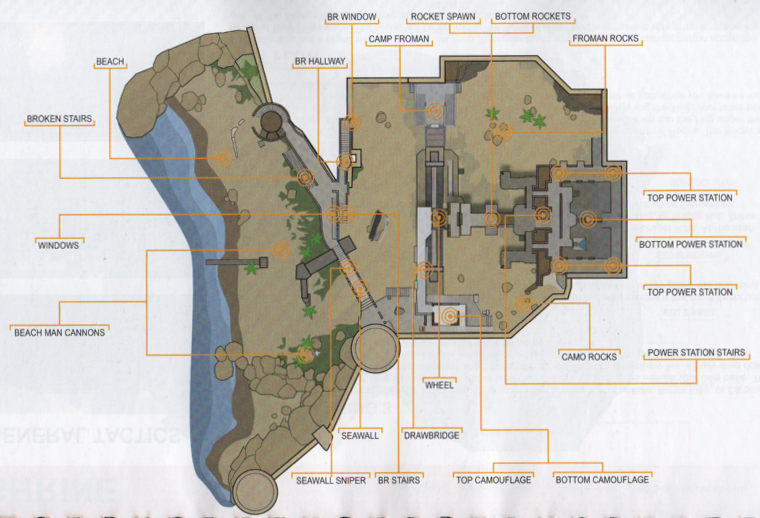 BR WINDOW
ROCKET SPAWN
BOTTOM ROCKETS
CAMP FROMAN
FROMAN ROCKS
BEACH
BR HALLWAY
BROKEN STAIRS
TOP POWER STATION
WINDOWS
BOTTOM POWER STATION
TOP POWER STATION
BEACH MAN CANNONS
CAMO ROCKS
POWER STATION STAIRS
WHEEL
SEAWALL
DRAWBRIDGE
SEAWALL SNIPER
BR STAIRS
TOP CAMOUFLAGE
BOTTOM CAMOUFLAGE
GENERAL TACTICS
SHRINE